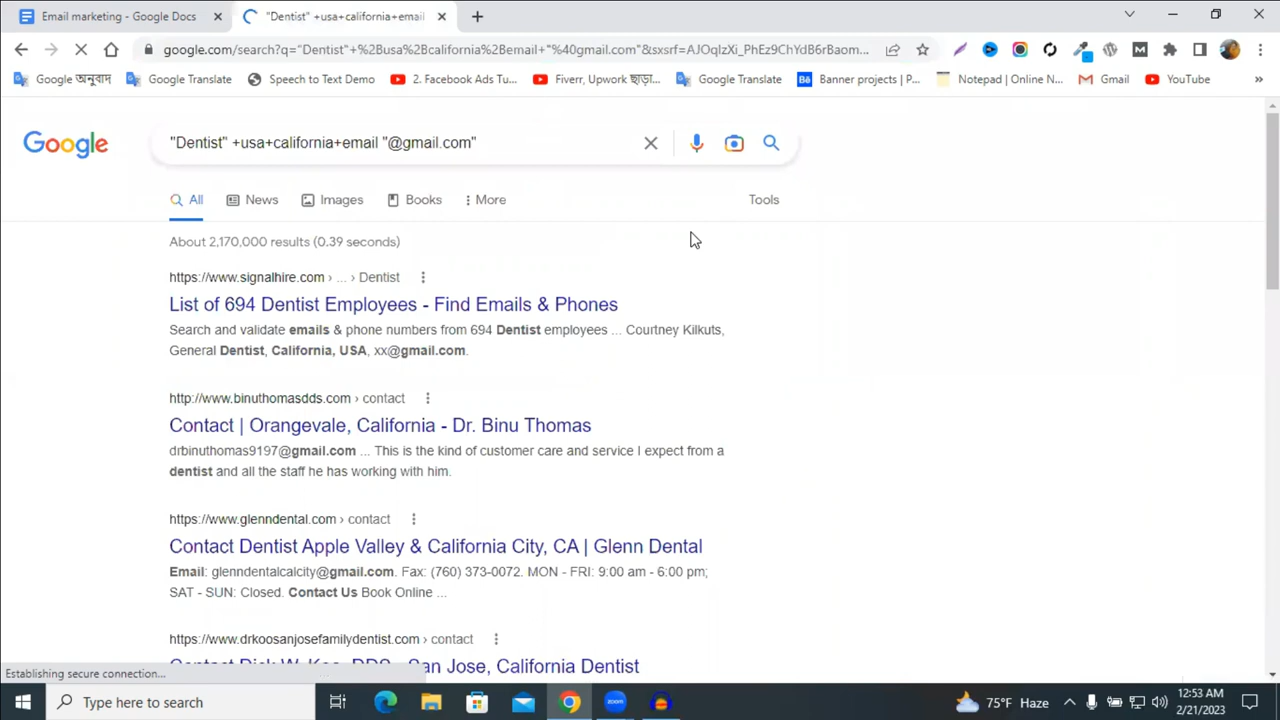 Email marketing - Google Docs
"Dentist" +usa+california+email
google.com/search?q="Dentist"+%2Busa%2Bcalifornia%2Bemail+"%40gmail.com"&sxsrf=AJOqlzXi_PhEz9ChYdB6rBaom...
Google অনুবাদ
Google Translate
Speech to Text Demo
2. Facebook Ads Tu...
Fiverr, Upwork ছাড়া...
Google Translate
Bē Banner projects | P...
Notepad | Online N...
Gmail
YouTube
»
Google
"Dentist" +usa+california+email "@gmail.com"
All News Images Books More Tools
About 2,170,000 results (0.39 seconds)
https://www.signalhire.com › ... › Dentist
List of 694 Dentist Employees - Find Emails & Phones
Search and validate emails & phone numbers from 694 Dentist employees ... Courtney Kilkuts,
General Dentist, California, USA, xx@gmail.com.
http://www.binuthomasdds.com › contact
Contact | Orangevale, California - Dr. Binu Thomas
drbinuthomas9197@gmail.com ... This is the kind of customer care and service I expect from a
dentist and all the staff he has working with him.
https://www.glenndental.com › contact
Contact Dentist Apple Valley & California City, CA | Glenn Dental
Email: glenndentalcalcity@gmail.com. Fax: (760) 373-0072. MON - FRI: 9:00 am - 6:00 pm;
SAT - SUN: Closed. Contact Us Book Online ...
https://www.drkoosanjosefamilydentist.com › contact
Contact Dick W. Koo, DDS - San Jose, California Dentist
Establishing secure connection...
Type here to search
zoom
75°F Haze
12:53 AM
2/21/2023